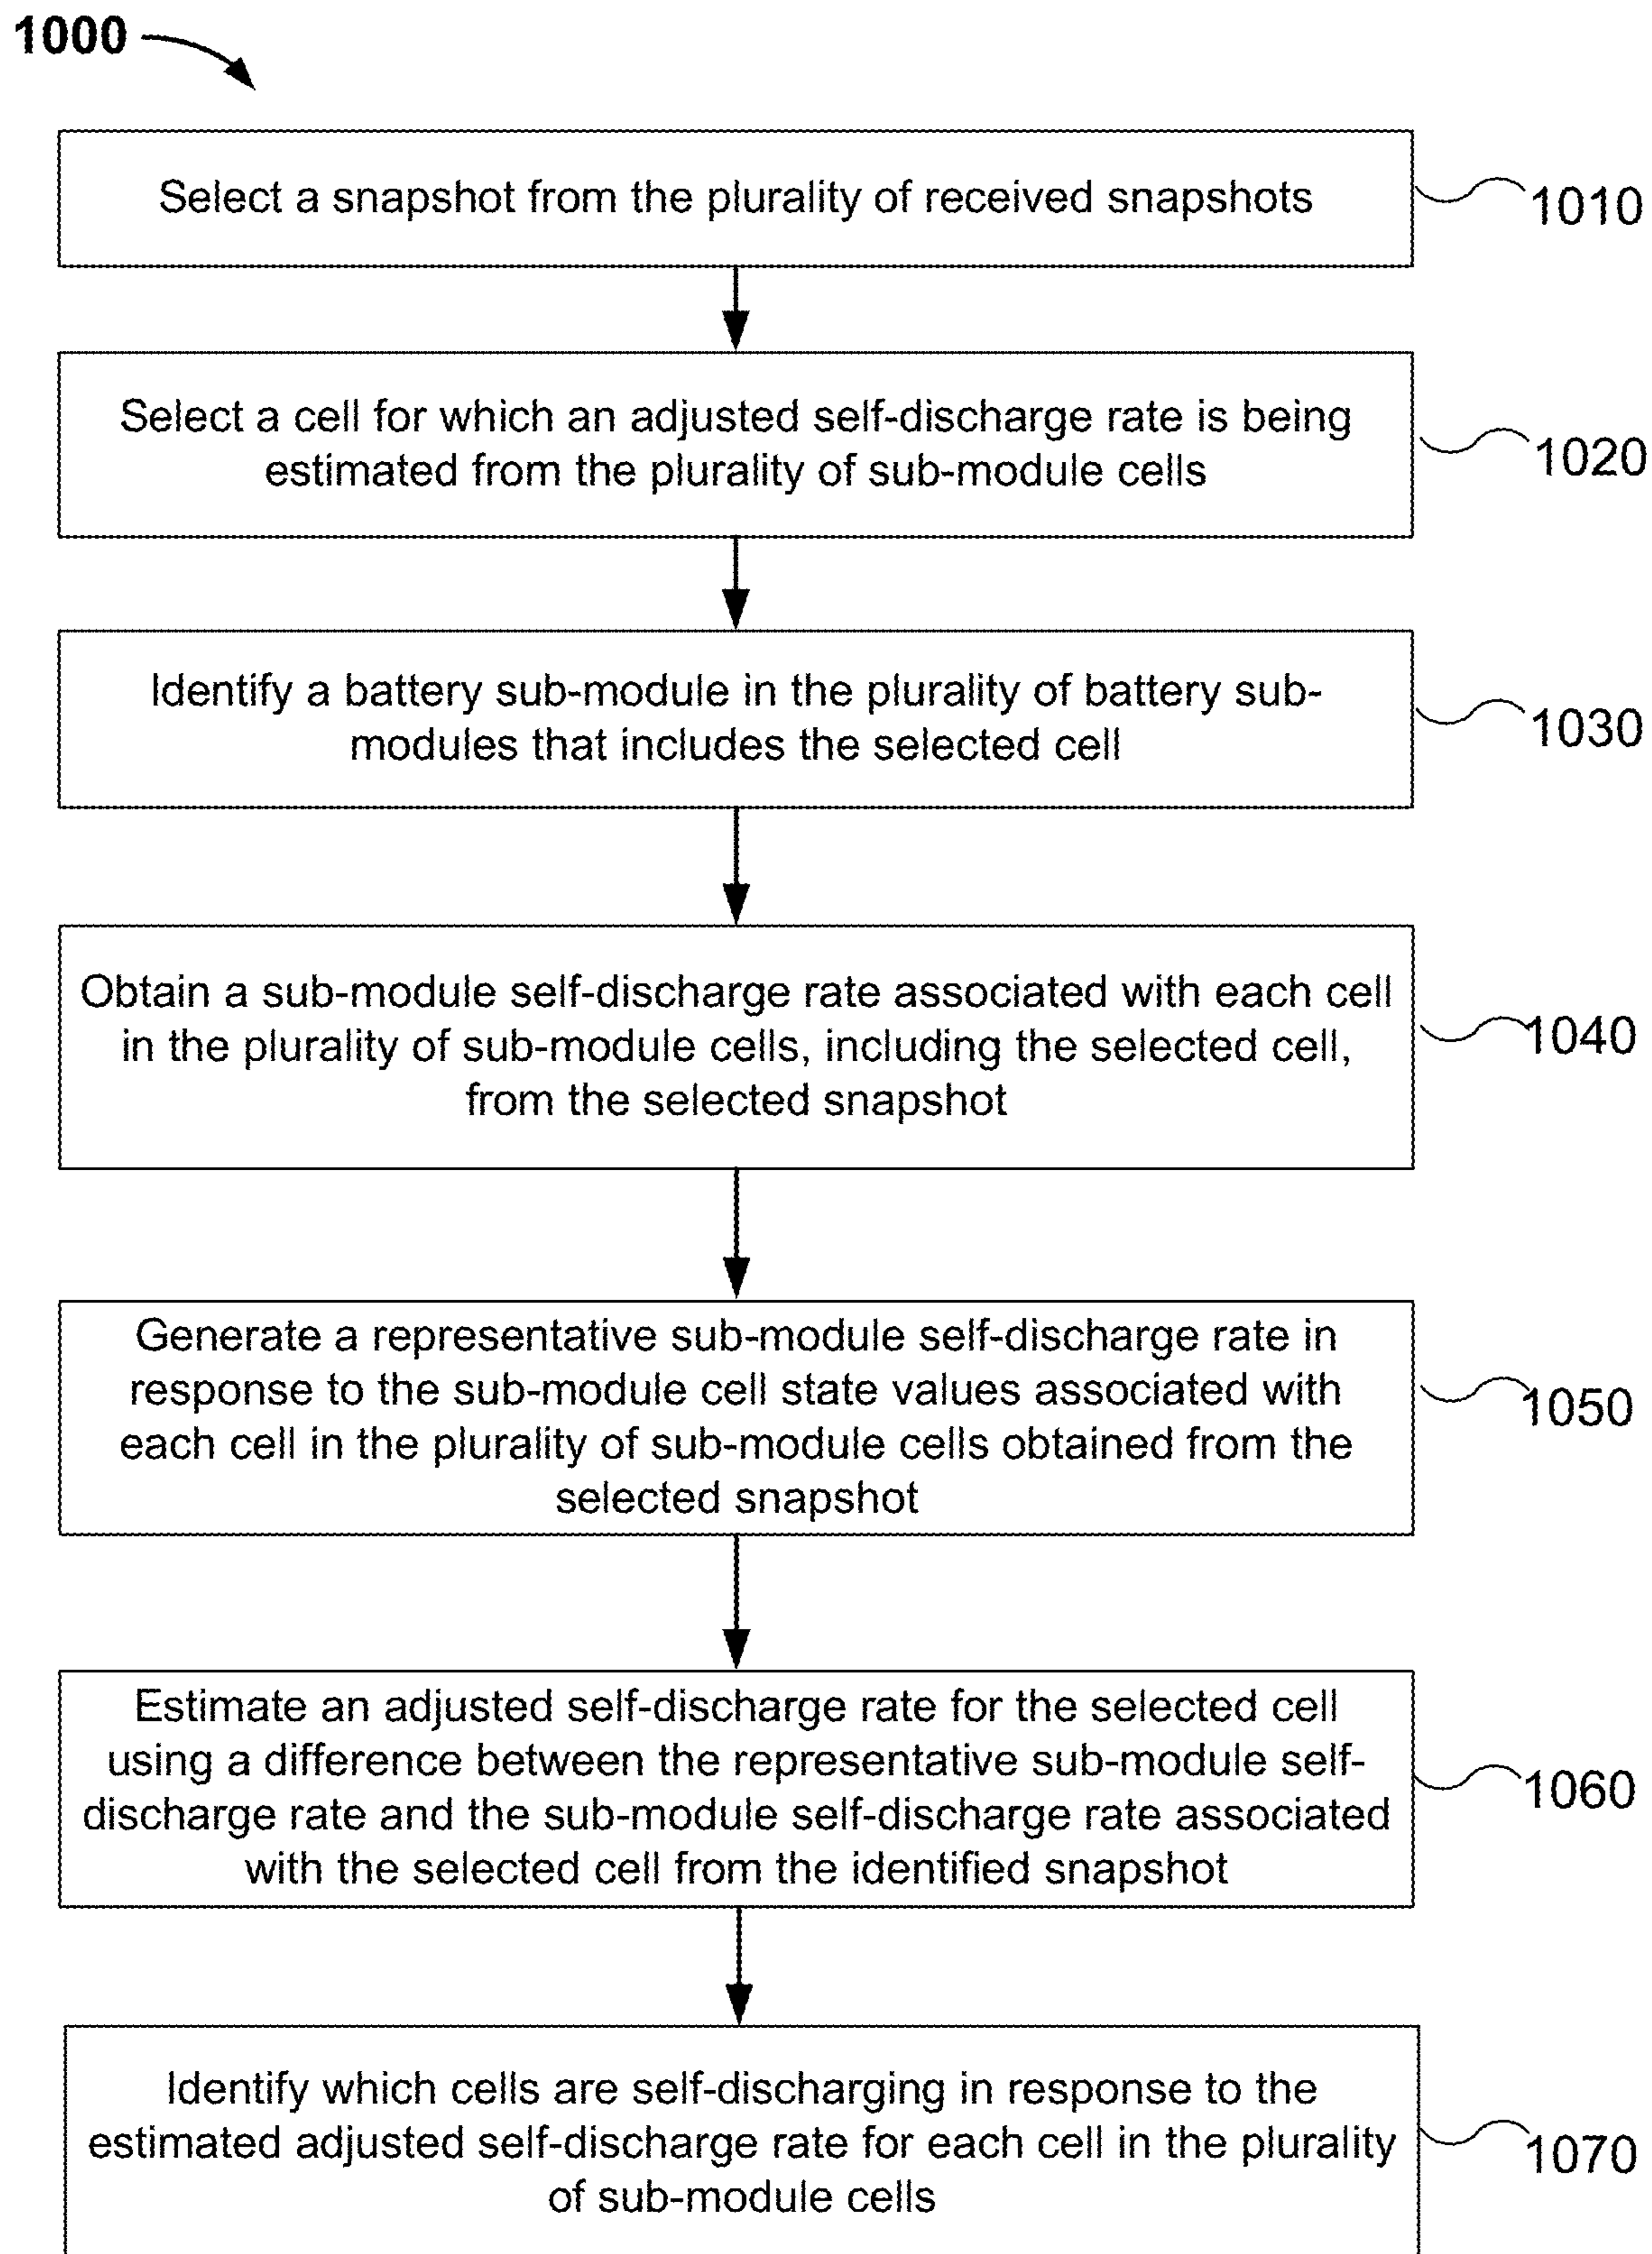 1000
Select a snapshot from the plurality of received snapshots
1010
Select a cell for which an adjusted self-discharge rate is being
estimated from the plurality of sub-module cells
1020
Identify a battery sub-module in the plurality of battery sub-
modules that includes the selected cell
1030
Obtain a sub-module self-discharge rate associated with each cell
in the plurality of sub-module cells, including the selected cell,
from the selected snapshot
1040
Generate a representative sub-module self-discharge rate in
response to the sub-module cell state values associated with
each cell in the plurality of sub-module cells obtained from the
selected snapshot
1050
Estimate an adjusted self-discharge rate for the selected cell
using a difference between the representative sub-module self-
discharge rate and the sub-module self-discharge rate associated
with the selected cell from the identified snapshot
1060
Identify which cells are self-discharging in response to the
estimated adjusted self-discharge rate for each cell in the plurality
of sub-module cells
1070